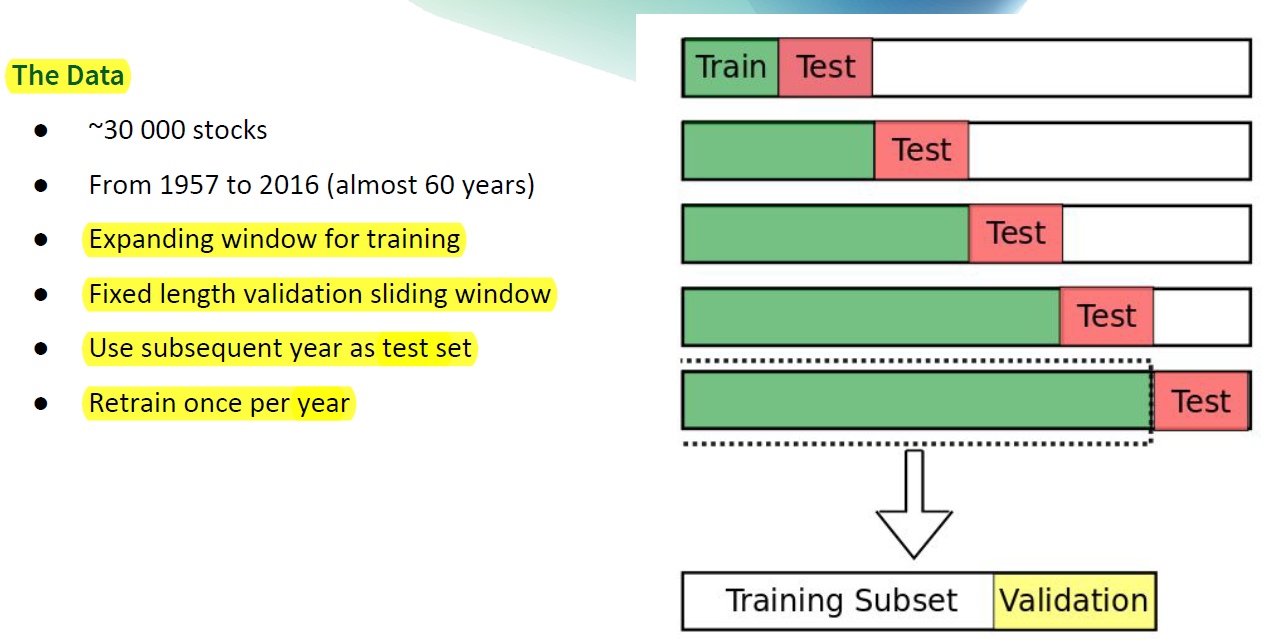 The Data
● ~30 000 stocks
● From 1957 to 2016 (almost 60 years)
● Expanding window for training
● Fixed length validation sliding window
● Use subsequent year as test set
● Retrain once per year
Train Test
Test
Test
Test
Test
Training Subset Validation